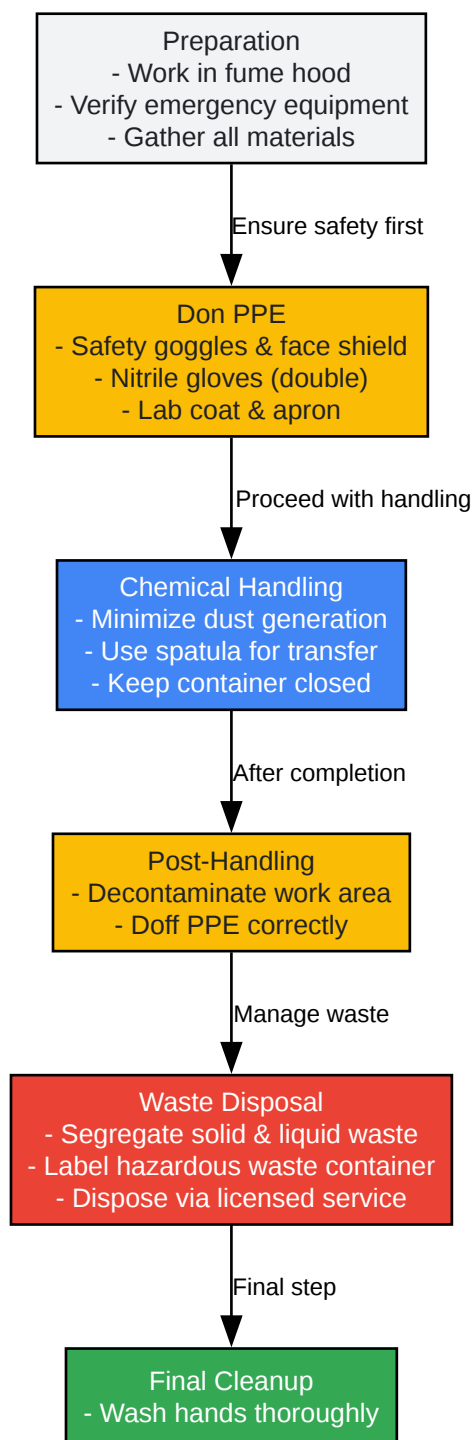 Preparation
- Work in fume hood
- Verify emergency equipment
- Gather all materials
Ensure safety first
Don PPE
- Safety goggles & face shield
- Nitrile gloves (double)
- Lab coat & apron
Proceed with handling
Chemical Handling
- Minimize dust generation
- Use spatula for transfer
- Keep container closed
After completion
Post-Handling
- Decontaminate work area
- Doff PPE correctly
Manage waste
Waste Disposal
- Segregate solid & liquid waste
- Label hazardous waste container
- Dispose via licensed service
Final step
Final Cleanup
- Wash hands thoroughly